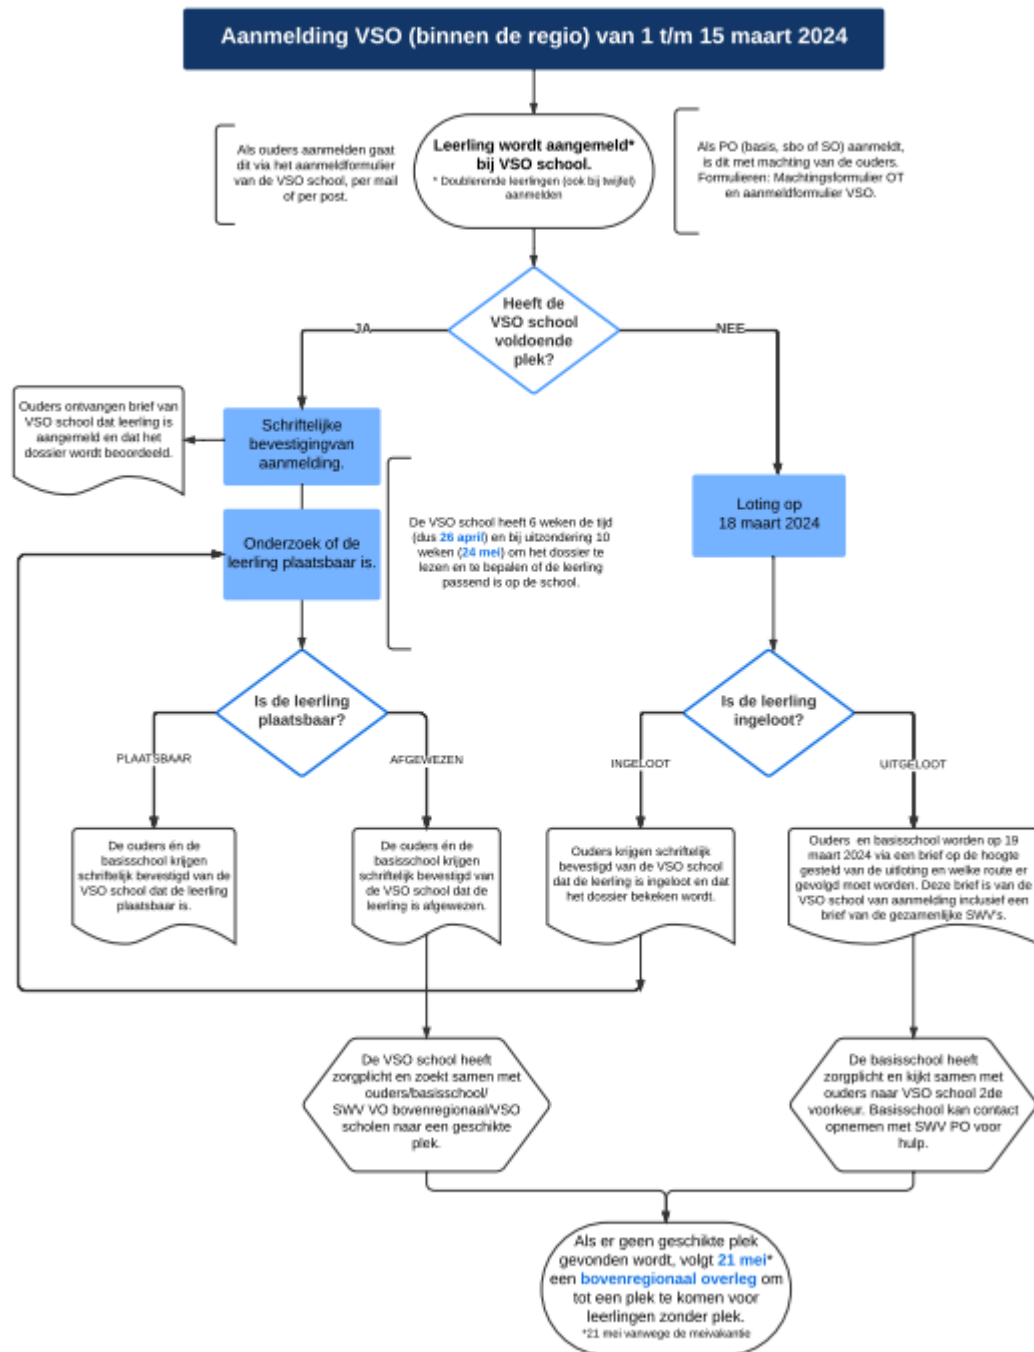 Aanmelding VSO (binnen de regio) van 1 t/m 15 maart 2024
Als ouders aanmelden gaat
dit via het aanmeldformulier
van de VSO school, per mail
of per post.
Leerling wordt aangemeld*
bij VSO school.
* Doublerende leerlingen (ook bij twijfel)
aanmelden
Als PO (basis, sbo of SO) aanmeldt,
is dit met machting van de ouders.
Formulieren: Machtingsformulier OT
en aanmeldformulier VSO.
Heeft de
VSO school
voldoende
plek?
JA
NEE
Ouders ontvangen brief van
VSO school dat leerling is
aangemeld en dat het
dossier wordt beoordeeld.
Schriftelijke
bevestigingvan
aanmelding.
Loting op
18 maart 2024
De VSO school heeft 6 weken de tijd
(dus 26 april) en bij uitzondering 10
weken (24 mei) om het dossier te
lezen en te bepalen of de leerling
passend is op de school.
Onderzoek of de
leerling plaatsbaar is.
Is de leerling
plaatsbaar?
Is de leerling
ingeloot?
PLAATSBAAR
AFGEWEZEN
INGELOOT
UITGELOOT
De ouders én de
basisschool krijgen
schriftelijk bevestigd van de
VSO school dat de leerling
plaatsbaar is.
De ouders én de
basisschool krijgen
schriftelijk bevestigd van
de VSO school dat de
leerling is afgewezen.
Ouders krijgen schriftelijk
bevestigd van de VSO school
dat de leerling is ingeloot en dat
het dossier bekeken wordt.
Ouders en basisschool worden op 19
maart 2024 via een brief op de hoogte
gesteld van de uitloting en welke route er
gevolgd moet worden. Deze brief is van de
VSO school van aanmelding inclusief een
brief van de gezamenlijke SWV's.
De VSO school heeft
zorgplicht en zoekt samen met
ouders/basisschool/
SWV VO bovenregionaal/VSO
scholen naar een geschikte
plek.
De basisschool heeft
zorgplicht en kijkt samen met
ouders naar VSO school 2de
voorkeur. Basisschool kan contact
opnemen met SWV PO voor
hulp.
Als er geen geschikte plek
gevonden wordt, volgt 21 mei*
een bovenregionaal overleg om
tot een plek te komen voor
leerlingen zonder plek.
*21 mei vanwege de meivakantie